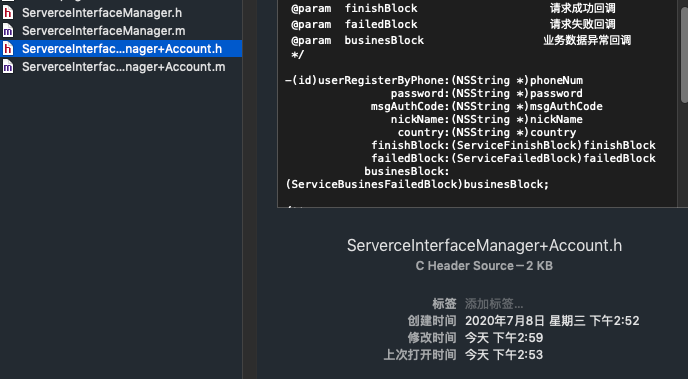 ServerceInterfaceManager.h
ServerceInterfaceManager.m
ServerceInterfac...nager+Account.h
ServerceInterfac...nager+Account.m
@param finishBlock 请求成功回调
@param failedBlock 请求失败回调
@param businesBlock 业务数据异常回调
*/
-(id)userRegisterByPhone:(NSString *)phoneNum
password:(NSString *)password
msgAuthCode:(NSString *)msgAuthCode
nickName:(NSString *)nickName
country:(NSString *)country
finishBlock:(ServiceFinishBlock)finishBlock
failedBlock:(ServiceFailedBlock)failedBlock
businesBlock:
(ServiceBusinesFailedBlock)businesBlock;
ServerceInterfaceManager+Account.h
C Header Source – 2 KB
标签 添加标签...
创建时间 2020年7月8日 星期三 下午2:52
修改时间 今天 下午2:59
上次打开时间 今天 下午2:53